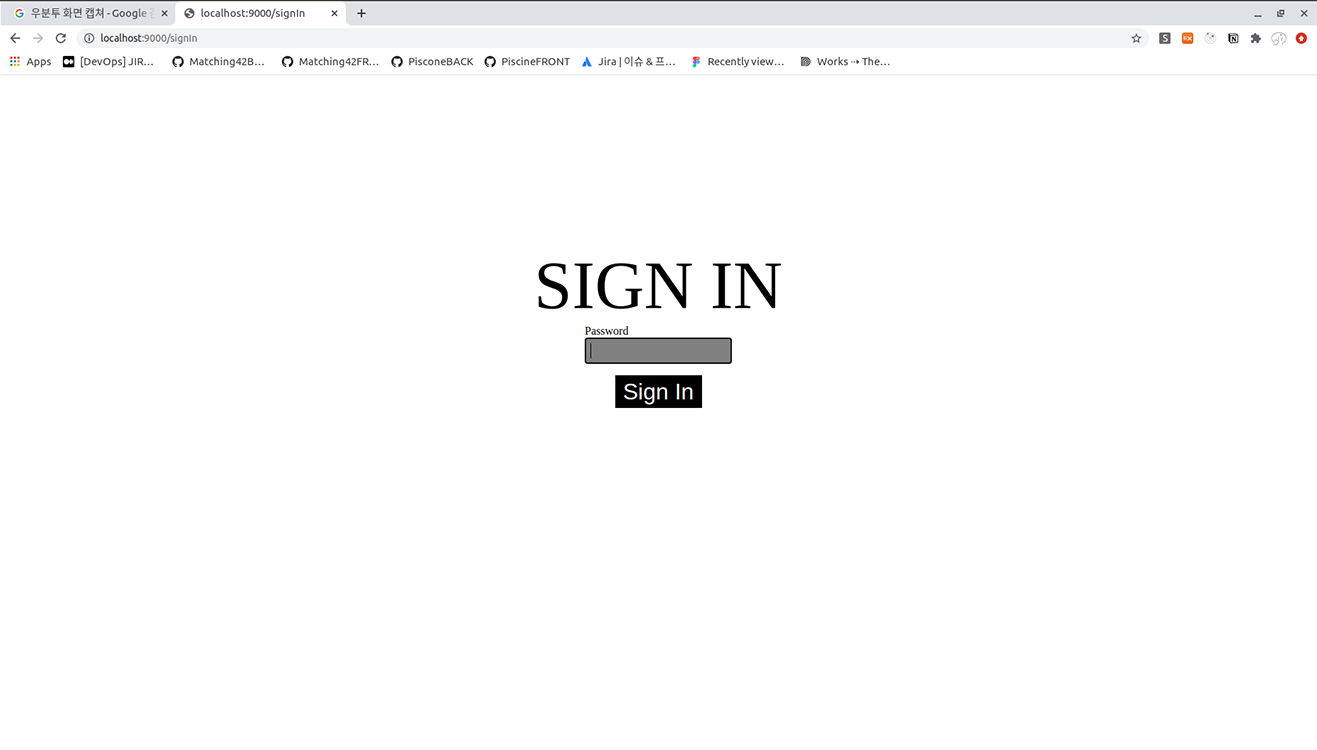 우분투 화면 캡쳐 - Google
localhost:9000/signIn
localhost:9000/signIn
Apps
[DevOps] JIR...
Matching42B...
Matching42FR...
PisconeBACK
PiscineFRONT
Jira | 이슈 & 프...
Recently view...
Works ⇢ The...
SIGN IN
Password
Sign In